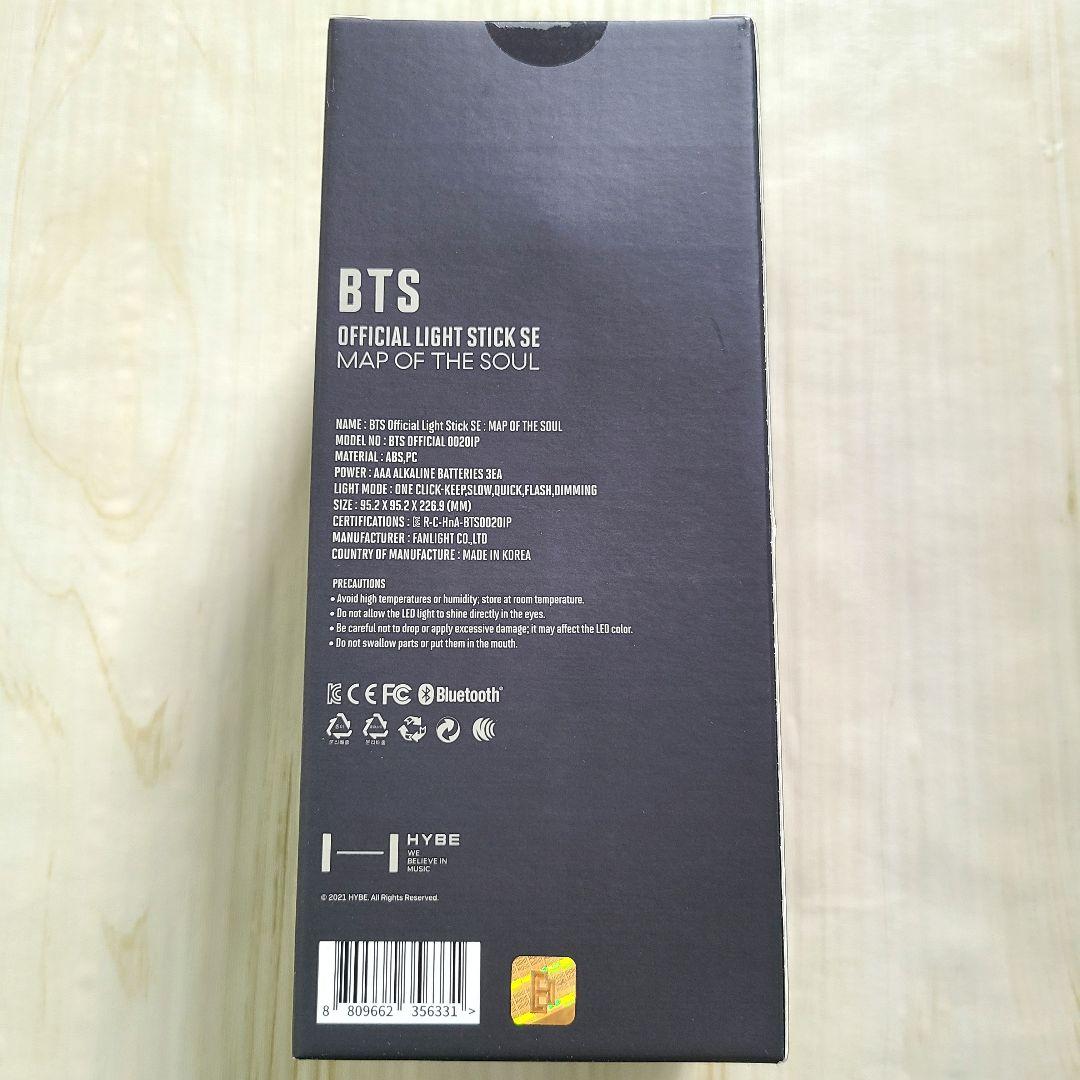 BTS
OFFICIAL LIGHT STICK SE
MAP OF THE SOUL
NAME : BTS Official Light Stick SE : MAP OF THE SOUL
MODEL NO : BTS OFFICIAL 0020IP
MATERIAL : ABS,PC
POWER : AAA ALKALINE BATTERIES 3EA
LIGHT MODE : ONE CLICK-KEEP,SLOW,QUICK,FLASH,DIMMING
SIZE : 95.2 X 95.2 X 226.9 (MM)
CERTIFICATIONS : R-C-HnA-BTS0020IP
MANUFACTURER : FANLIGHT CO.,LTD
COUNTRY OF MANUFACTURE : MADE IN KOREA
PRECAUTIONS
• Avoid high temperatures or humidity; store at room temperature.
• Do not allow the LED light to shine directly in the eyes.
• Be careful not to drop or apply excessive damage; it may affect the LED color.
• Do not swallow parts or put them in the mouth.
CE FC Bluetooth®
HYBE
WE
BELIEVE IN
MUSIC
© 2021 HYBE. All Rights Reserved.
8 809662 356331 >